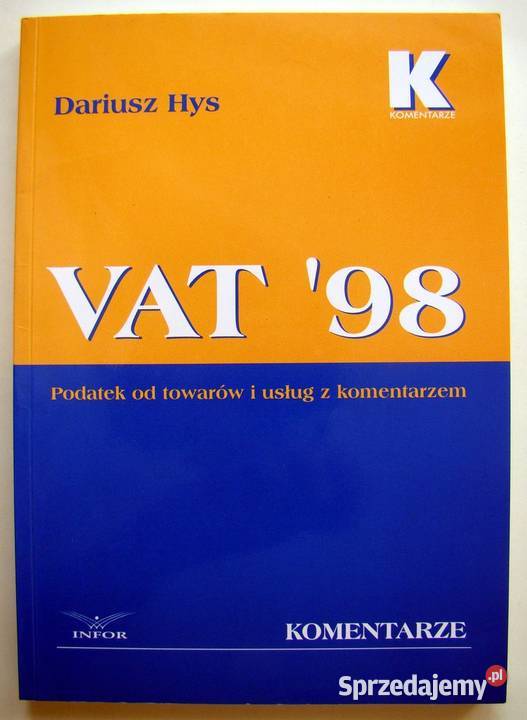 Dariusz Hys
K
KOMENTARZE
VAT '98
Podatek od towarów i usług z komentarzem
INFOR
KOMENTARZE
Sprzedajemy.pl